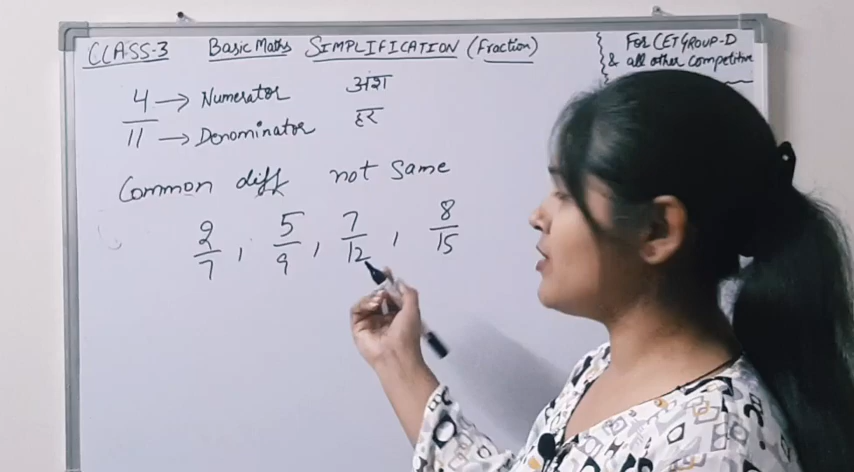 CLASS-3 Basic Maths SIMPLIFICATION (Fraction)
For CET GROUP-D
& all other competitive
4 → Numerator अंश
11 → Denominator हर
Common diff not same
2/7, 5/9, 7/12, 8/15